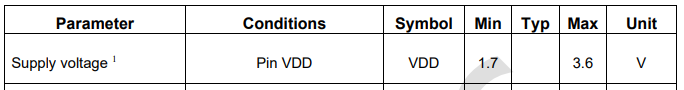 Parameter Conditions Symbol Min Typ Max Unit
Supply voltage 1 Pin VDD VDD 1.7 3.6 V